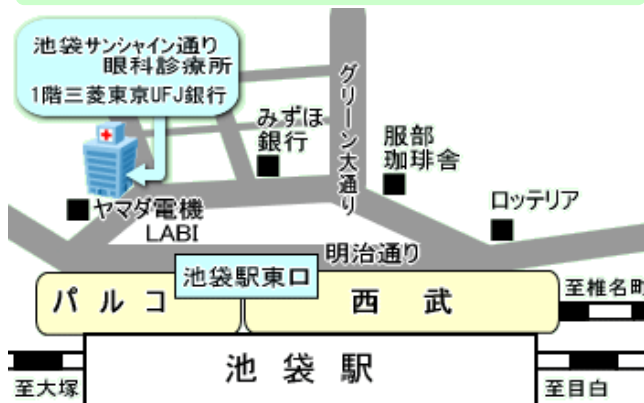 池袋サンシャイン通り
眼科診療所
1階三菱東京UFJ銀行
グリーン大通り
みずほ
銀行
服部
珈琲舎
ヤマダ電機
LABI
ロッテリア
明治通り
池袋駅東口
パルコ
西武
至椎名町
池袋駅
至大塚
至目白